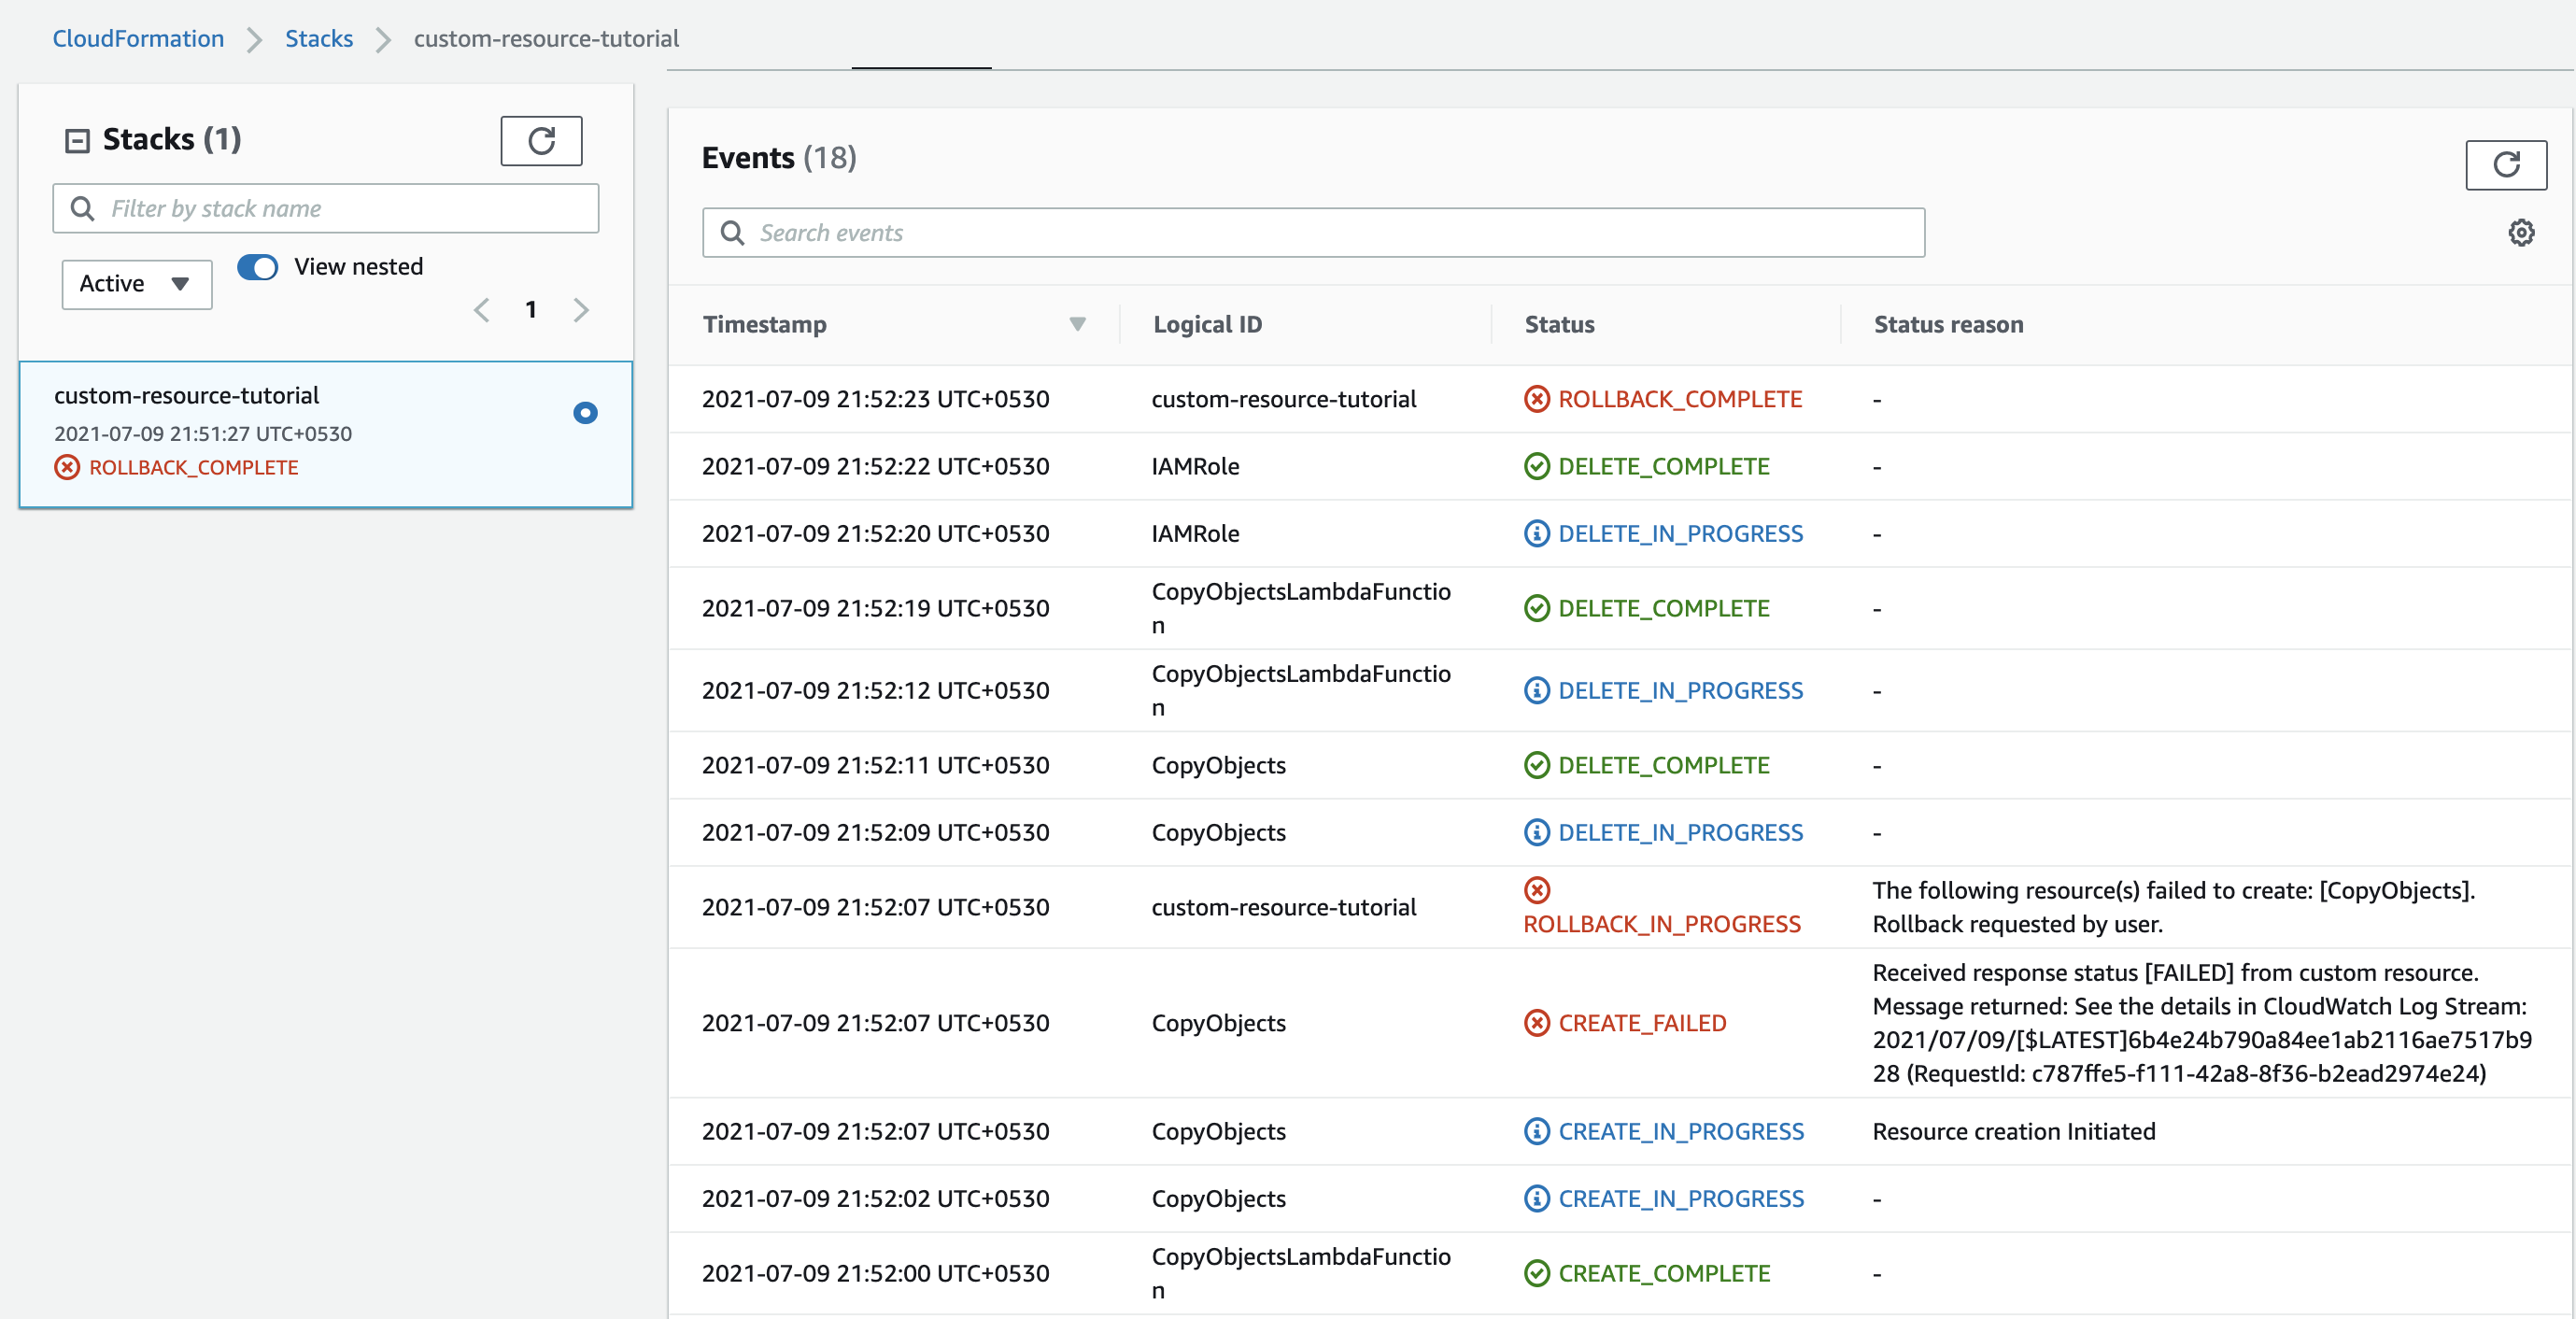 CloudFormation > Stacks > custom-resource-tutorial
Stacks (1)
Filter by stack name
Active
View nested
1
custom-resource-tutorial
2021-07-09 21:51:27 UTC+0530
ROLLBACK_COMPLETE
Events (18)
Search events
Timestamp Logical ID Status Status reason
2021-07-09 21:52:23 UTC+0530 custom-resource-tutorial ROLLBACK_COMPLETE -
2021-07-09 21:52:22 UTC+0530 IAMRole DELETE_COMPLETE -
2021-07-09 21:52:20 UTC+0530 IAMRole DELETE_IN_PROGRESS -
CopyObjectsLambdaFunctio
2021-07-09 21:52:19 UTC+0530 DELETE_COMPLETE -
n
CopyObjectsLambdaFunctio
2021-07-09 21:52:12 UTC+0530 DELETE_IN_PROGRESS -
n
2021-07-09 21:52:11 UTC+0530 CopyObjects DELETE_COMPLETE -
2021-07-09 21:52:09 UTC+0530 CopyObjects DELETE_IN_PROGRESS -
2021-07-09 21:52:07 UTC+0530 custom-resource-tutorial ROLLBACK_IN_PROGRESS
The following resource(s) failed to create: [CopyObjects].
Rollback requested by user.
2021-07-09 21:52:07 UTC+0530 CopyObjects CREATE_FAILED
Received response status [FAILED] from custom resource.
Message returned: See the details in CloudWatch Log Stream:
2021/07/09/[$LATEST]6b4e24b790a84ee1ab2116ae7517b9
28 (RequestId: c787ffe5-f111-42a8-8f36-b2ead2974e24)
2021-07-09 21:52:07 UTC+0530 CopyObjects CREATE_IN_PROGRESS Resource creation Initiated
2021-07-09 21:52:02 UTC+0530 CopyObjects CREATE_IN_PROGRESS -
CopyObjectsLambdaFunctio
2021-07-09 21:52:00 UTC+0530 CREATE_COMPLETE -
n